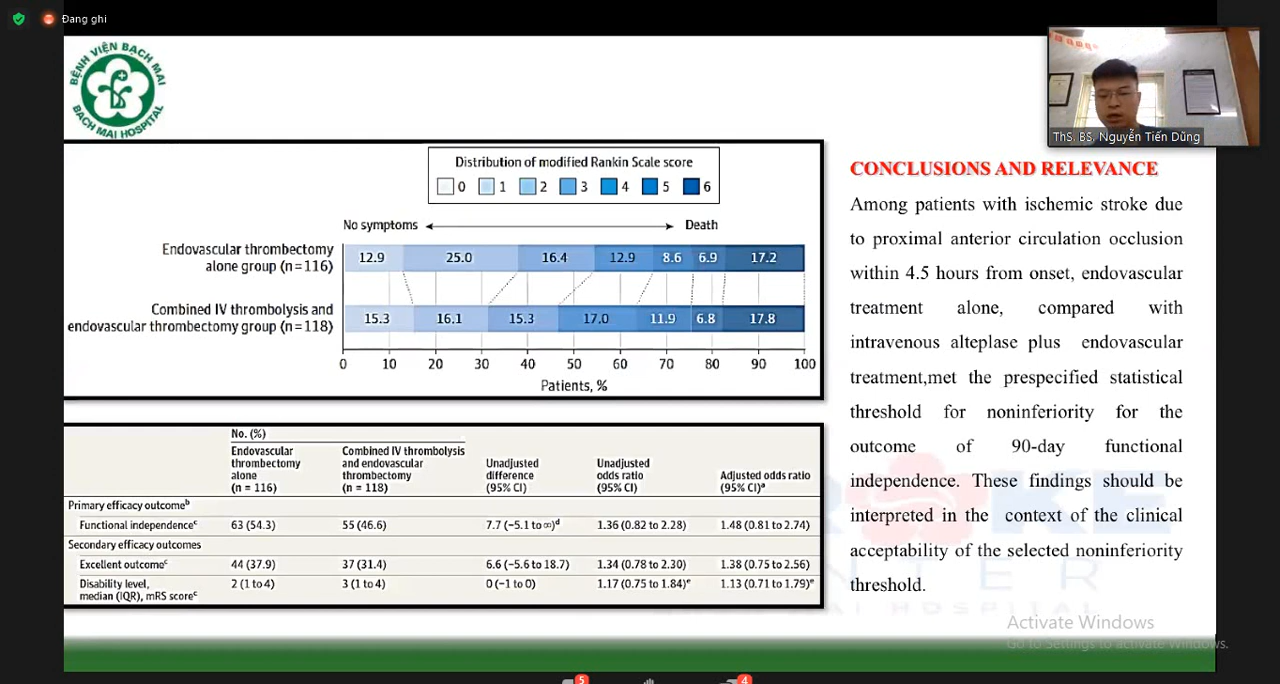 Đang ghi
BỆNH VIỆN BẠCH MAI
BACH MAI HOSPITAL
ThS. BS. Nguyễn Tiến Dũng
Distribution of modified Rankin Scale score
0 1 2 3 4 5 6
No symptoms Death
Endovascular thrombectomy
alone group (n=116)
12.9 25.0 16.4 12.9 8.6 6.9 17.2
Combined IV thrombolysis and
endovascular thrombectomy group (n=118)
15.3 16.1 15.3 17.0 11.9 6.8 17.8
0 10 20 30 40 50 60 70 80 90 100
Patients, %
No. (%)
Endovascular
thrombectomy
alone
(n = 116)
Combined IV thrombolysis
and endovascular
thrombectomy
(n = 118)
Unadjusted
difference
(95% CI)
Unadjusted
odds ratio
(95% CI)
Adjusted odds ratio
(95% CI)a
Primary efficacy outcomeb
Functional independencec 63 (54.3) 55 (46.6) 7.7 (−5.1 to ∞)d 1.36 (0.82 to 2.28) 1.48 (0.81 to 2.74)
Secondary efficacy outcomes
Excellent outcomec 44 (37.9) 37 (31.4) 6.6 (−5.6 to 18.7) 1.34 (0.78 to 2.30) 1.38 (0.75 to 2.56)
Disability level,
median (IQR), mRS scorec 2 (1 to 4) 3 (1 to 4) 0 (−1 to 0) 1.17 (0.75 to 1.84)e 1.13 (0.71 to 1.79)e
CONCLUSIONS AND RELEVANCE
Among patients with ischemic stroke due
to proximal anterior circulation occlusion
within 4.5 hours from onset, endovascular
treatment alone, compared with
intravenous alteplase plus endovascular
treatment,met the prespecified statistical
threshold for noninferiority for the
outcome of 90-day functional
independence. These findings should be
interpreted in the context of the clinical
acceptability of the selected noninferiority
threshold.
Activate Windows
Go to Settings to activate Windows.
5
4